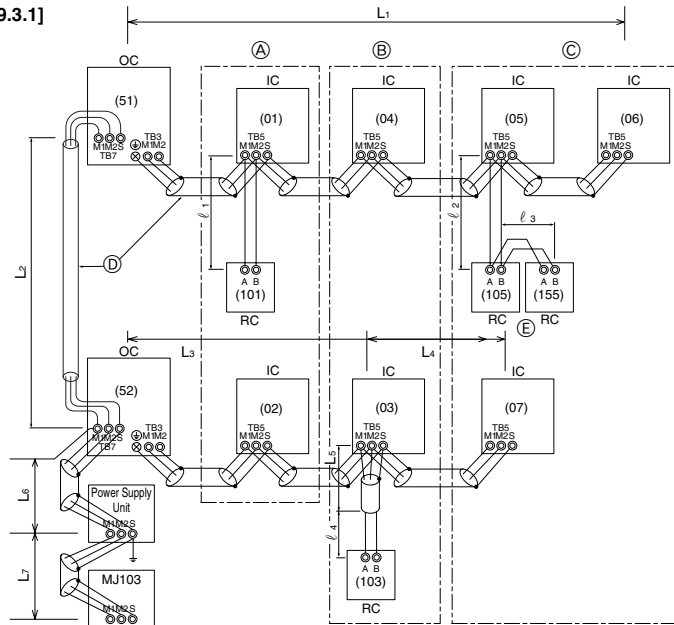 9.3.1]
L1
Ⓐ Ⓑ Ⓒ
OC IC IC IC IC
(51) (01) (04) (05) (06)
TB3
M1M2S M1M2
TB7
TB5
M1M2S
TB5
M1M2S
TB5
M1M2S
TB5
M1M2S
ℓ1 ℓ2 ℓ3
L2
Ⓓ
A B
(101)
RC
A B
(105)
RC
A B
(155)
RC
Ⓔ
L3 L4
OC IC IC IC
(52) (02) (03) (07)
TB3
M1M2S M1M2
TB7
TB5
M1M2S
TB5
M1M2S
TB5
M1M2S
L5
L6
Power Supply
Unit
M1M2S
ℓ4
A B
(103)
RC
L7
MJ103
M1M2S